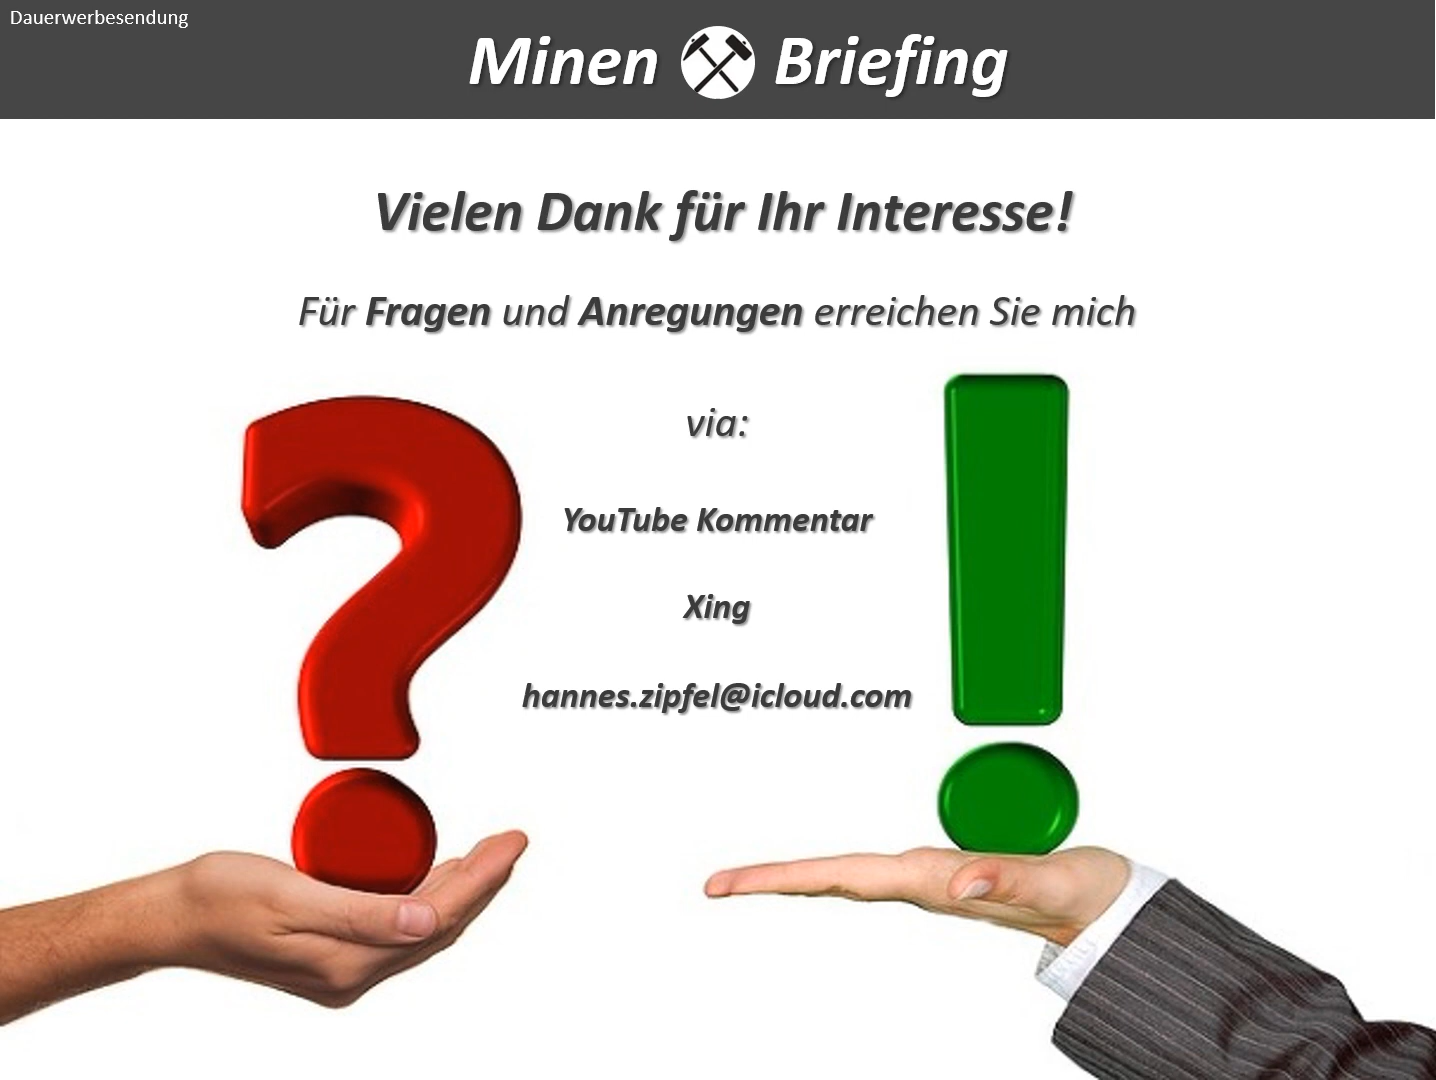 Dauerwerbesendung
Minen Briefing
Vielen Dank für Ihr Interesse!
Für Fragen und Anregungen erreichen Sie mich
via:
YouTube Kommentar
Xing
hannes.zipfel@icloud.com